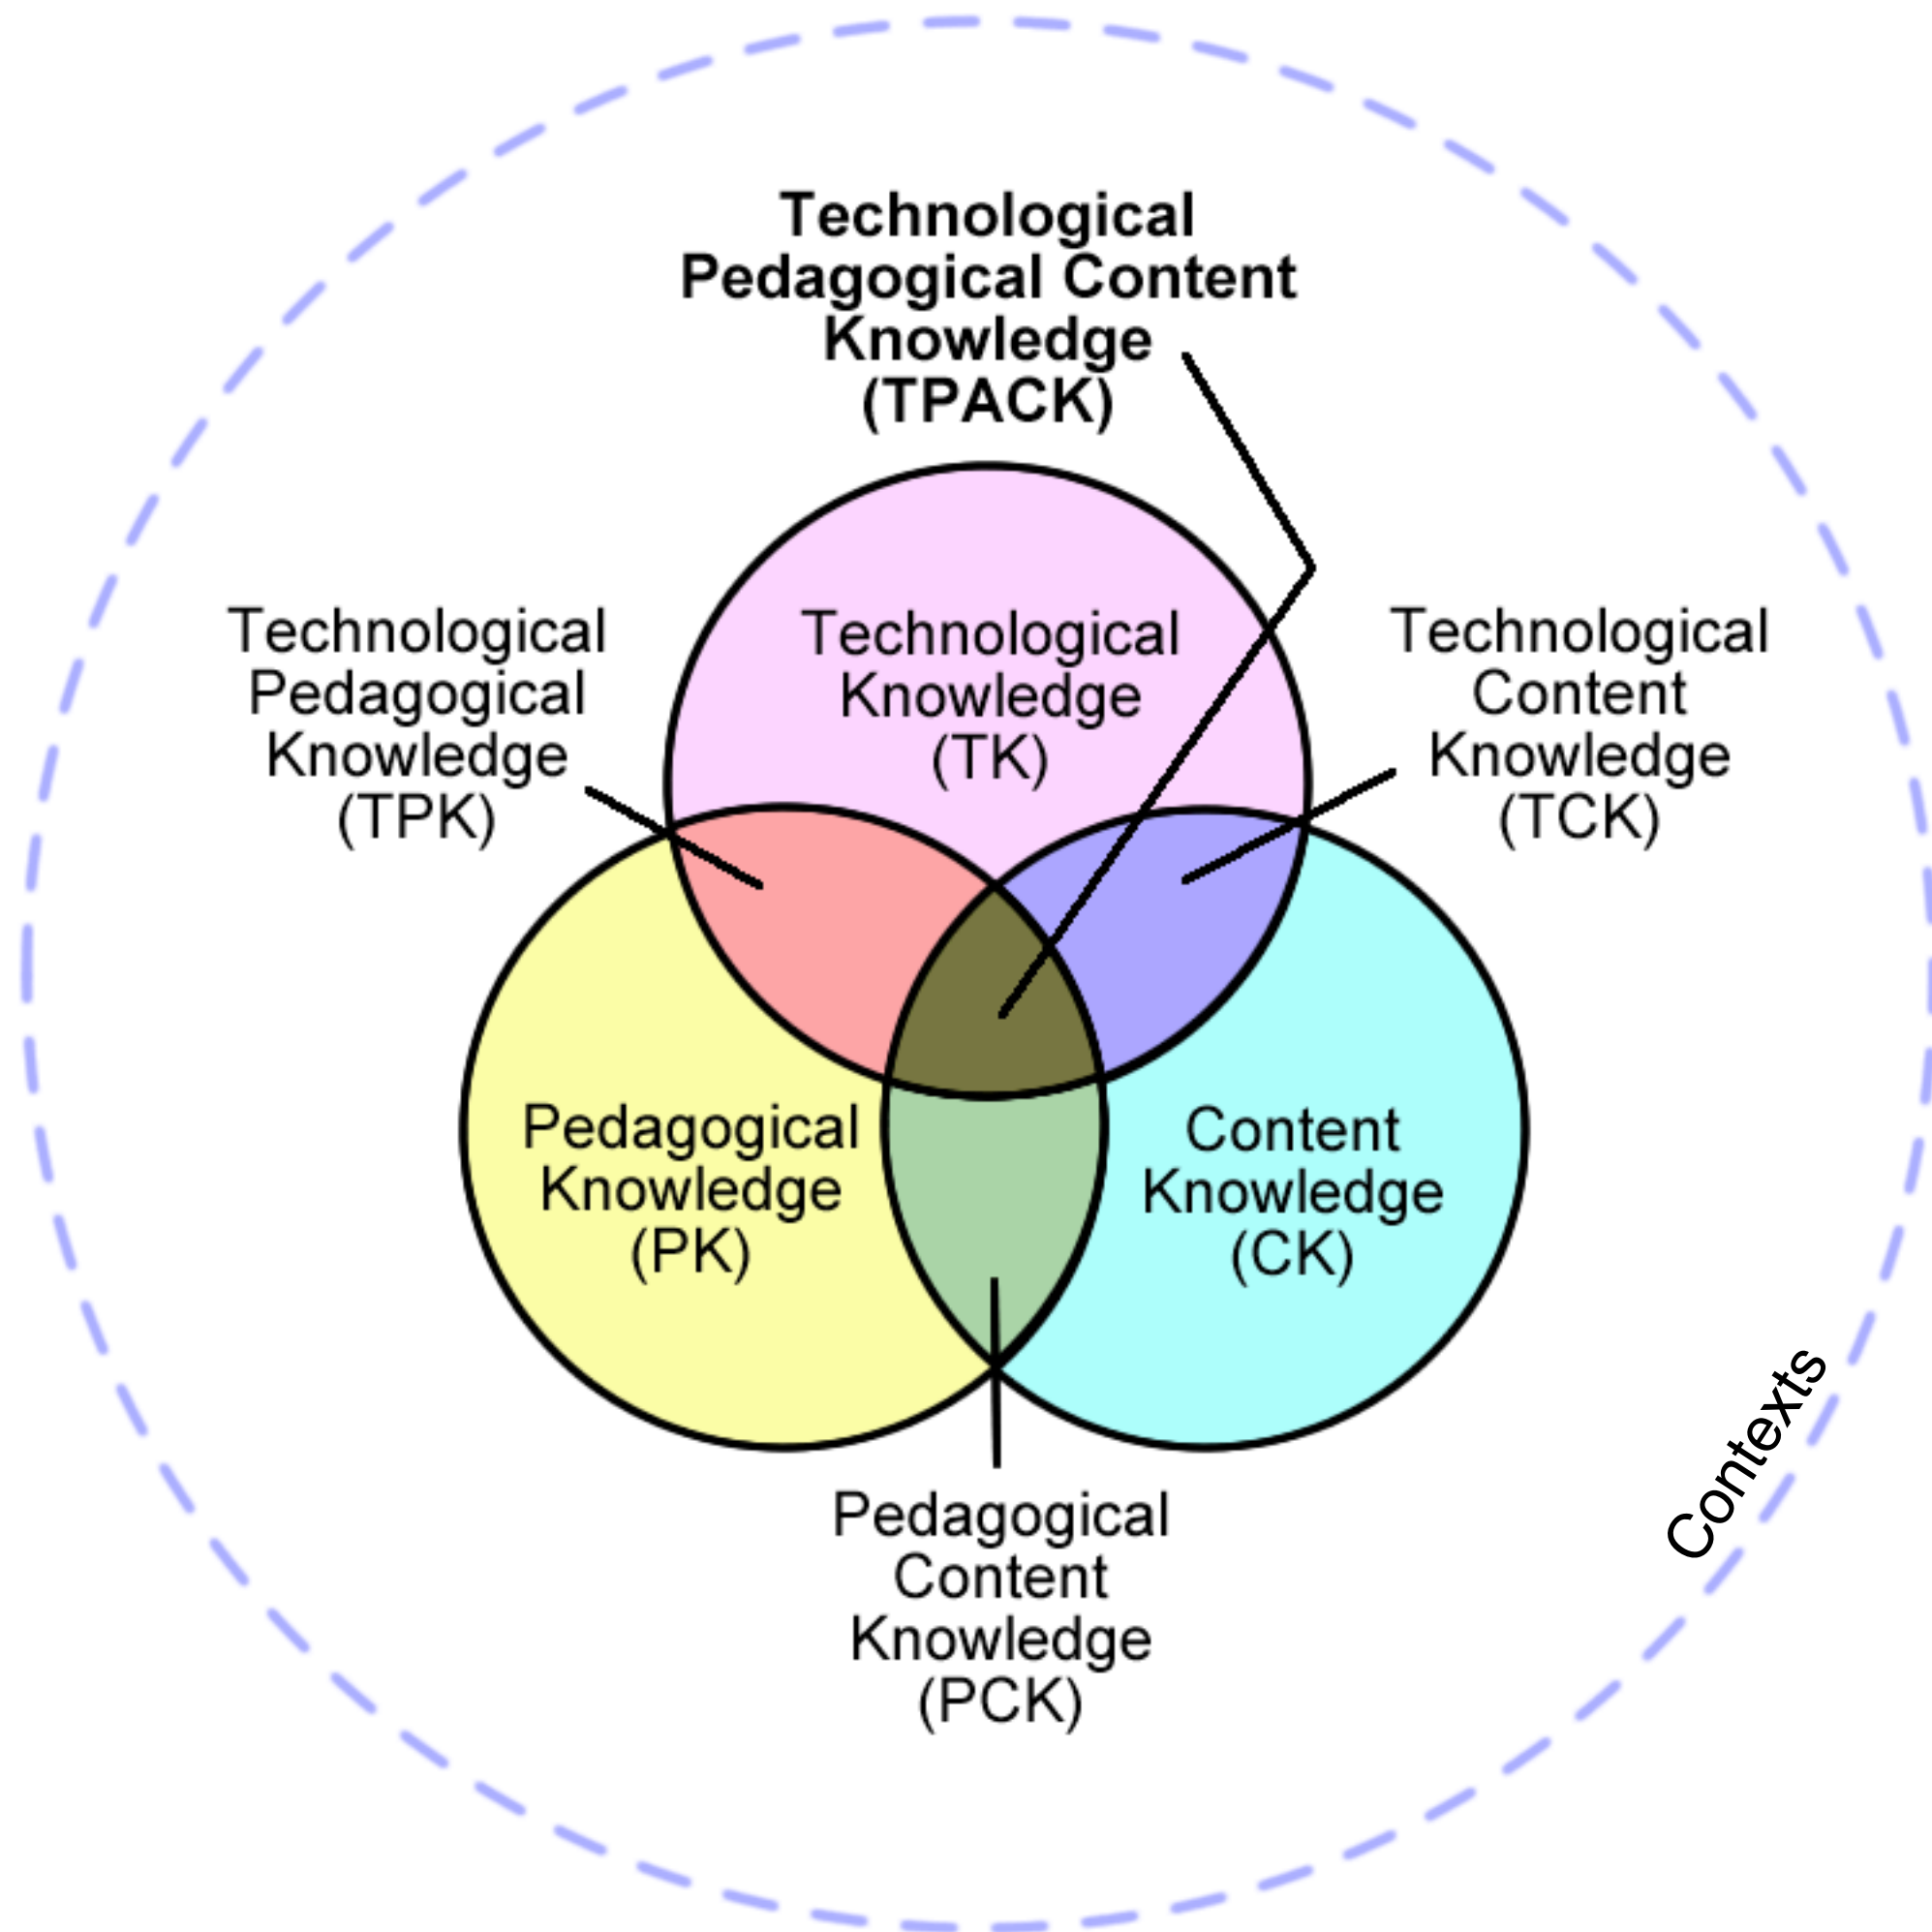 Technological
Pedagogical Content
Knowledge
(TPACK)
Technological
Pedagogical
Knowledge
(TPK)
Technological
Knowledge
(TK)
Technological
Content
Knowledge
(TCK)
Pedagogical
Knowledge
(PK)
Content
Knowledge
(CK)
Pedagogical
Content
Knowledge
(PCK)
Contexts